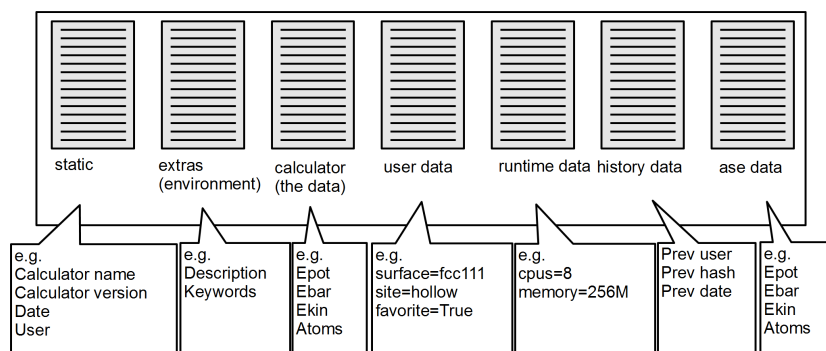 static
extras
(environment)
calculator
(the data)
user data
runtime data
history data
ase data
e.g.
Calculator name
Calculator version
Date
User
e.g.
Description
Keywords
e.g.
Epot
Ebar
Ekin
Atoms
e.g.
surface=fcc111
site=hollow
favorite=True
e.g.
cpus=8
memory=256M
Prev user
Prev hash
Prev date
e.g.
Epot
Ebar
Ekin
Atoms